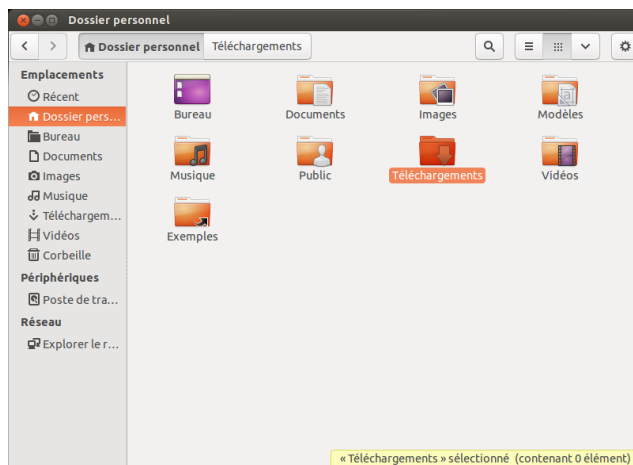 Dossier personnel
Dossier personnel Téléchargements
Emplacements
Récent
Dossier pers...
Bureau
Documents
Images
Musique
Téléchargem...
Vidéos
Corbeille
Périphériques
Poste de tra...
Réseau
Explorer le r...
Bureau Documents Images Modèles
Musique Public Téléchargements Vidéos
Exemples
« Téléchargements » sélectionné (contenant 0 élément)